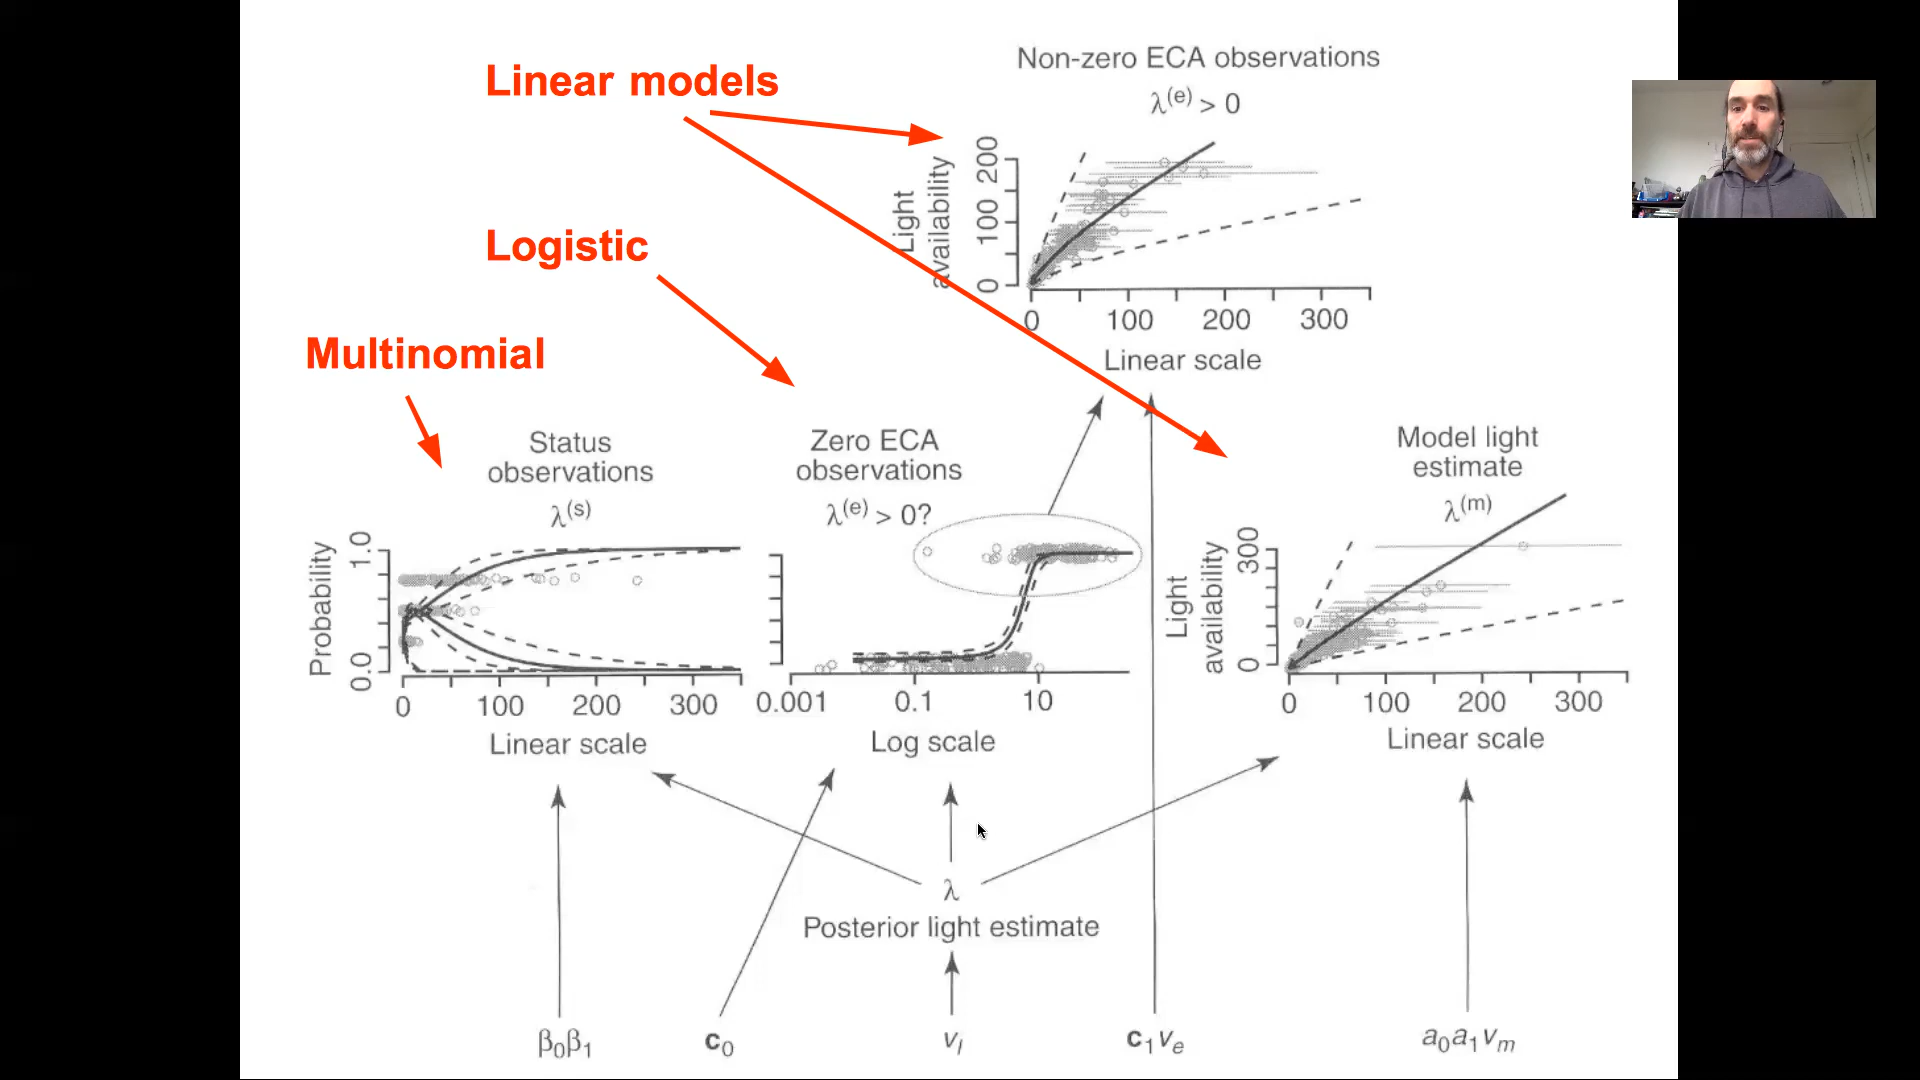 Linear models
Logistic
Multinomial
Non-zero ECA observations
λ(e) > 0
Light
availability
0 100 200
0 100 200 300
Linear scale
Status
observations
λ(s)
Probability
0.0 1.0
0 100 200 300
Linear scale
Zero ECA
observations
λ(e) > 0?
0.001 0.1 10
Log scale
Model light
estimate
λ(m)
Light
availability
0 300
0 100 200 300
Linear scale
λ
Posterior light estimate
β0β1
c0
vl
c1ve
a0a1vm